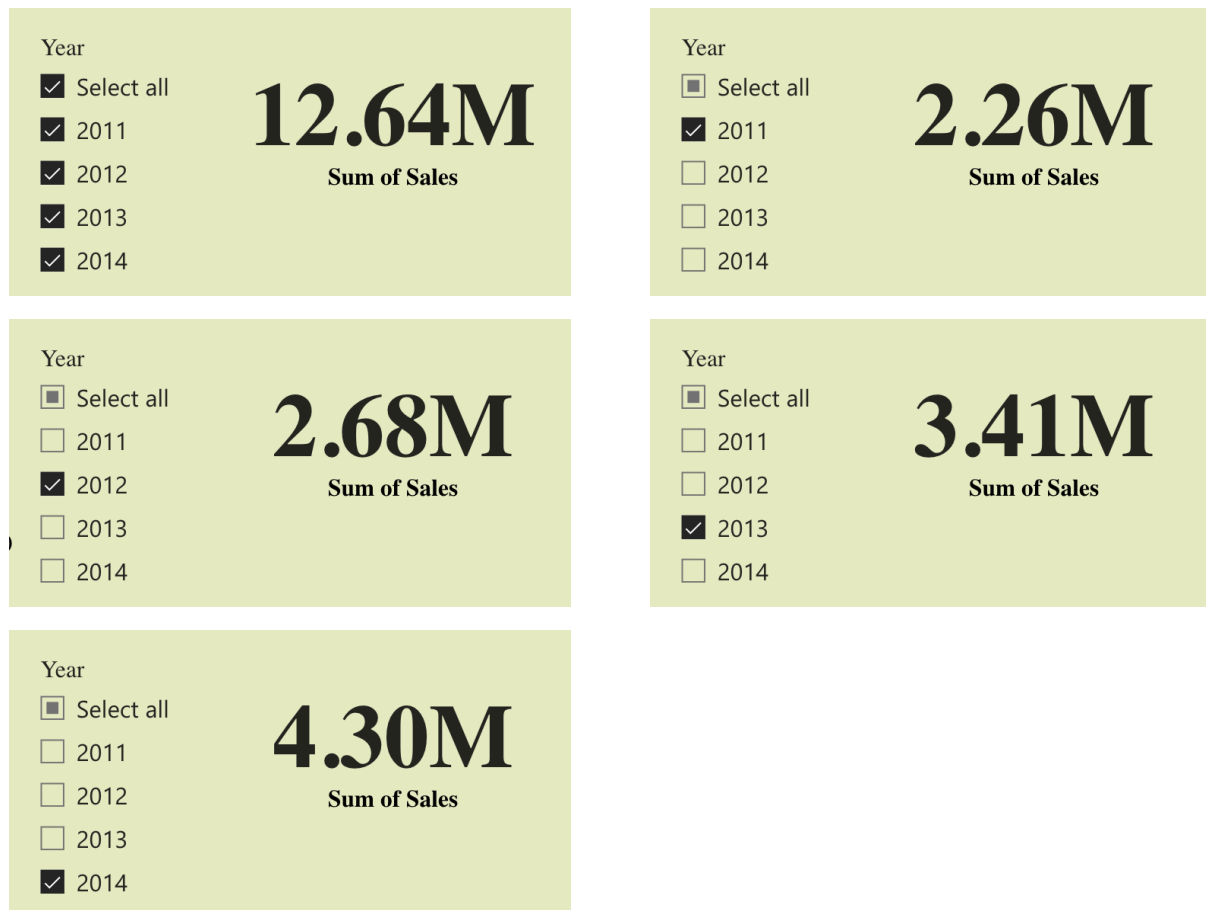 Year
Select all
2011
2012
2013
2014
12.64M
Sum of Sales
Year
Select all
2011
2012
2013
2014
2.26M
Sum of Sales
Year
Select all
2011
2012
2013
2014
2.68M
Sum of Sales
Year
Select all
2011
2012
2013
2014
3.41M
Sum of Sales
Year
Select all
2011
2012
2013
2014
4.30M
Sum of Sales